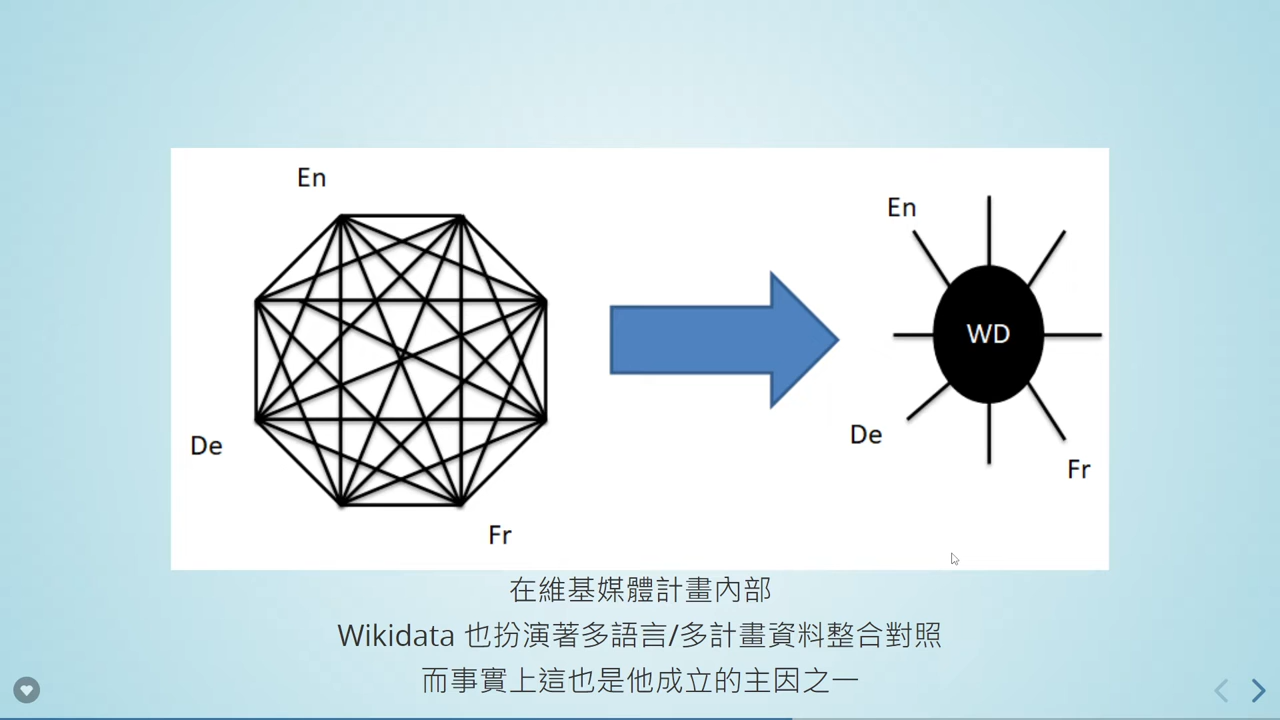 En
En
WD
De
De
Fr
Fr
在維基媒體計畫內部
Wikidata 也扮演著多語言/多計畫資料整合對照
而事實上這也是他成立的主因之一